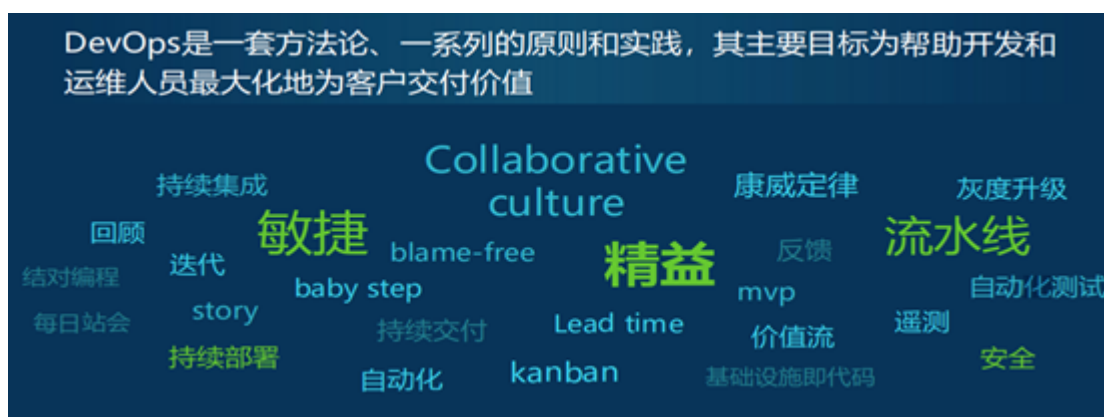 DevOps是一套方法论、一系列的原则和实践，其主要目标为帮助开发和
运维人员最大化地为客户交付价值
Collaborative
culture
持续集成
康威定律
灰度升级
回顾
敏捷
blame-free
精益
反馈
流水线
结对编程
迭代
baby step
mvp
自动化测试
每日站会
story
持续交付
Lead time
价值流
遥测
持续部署
自动化
kanban
基础设施即代码
安全